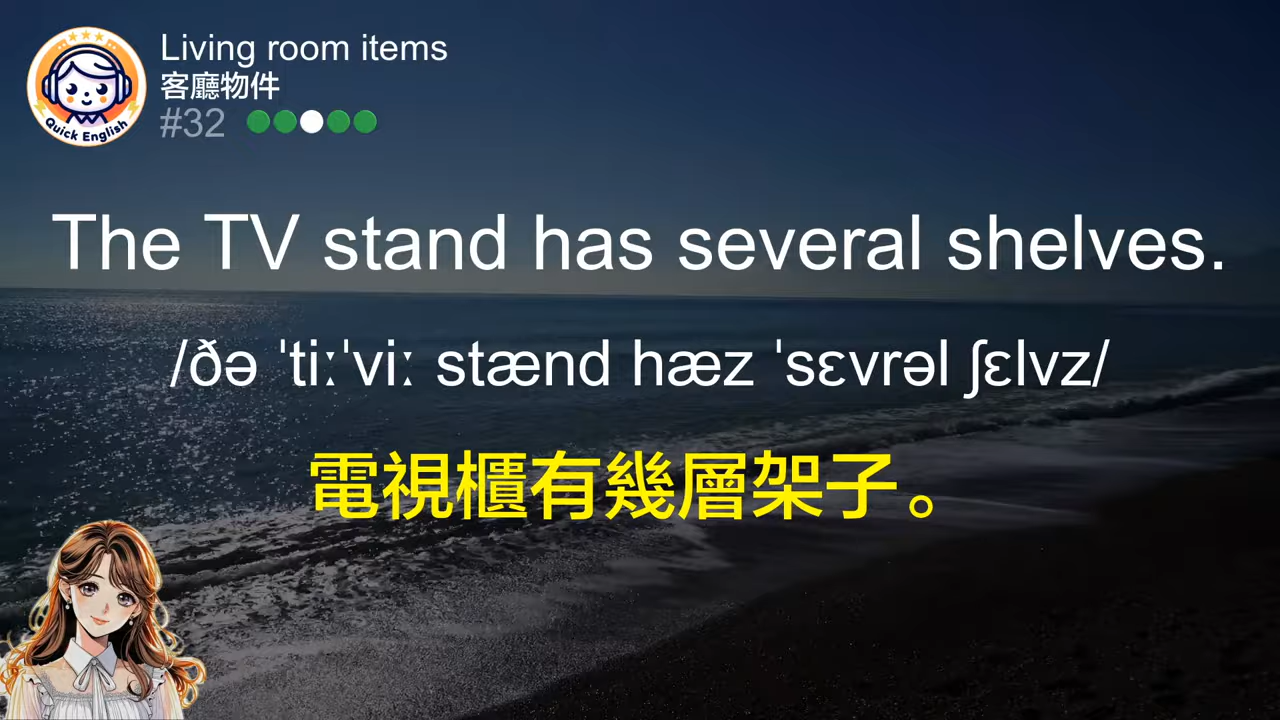 Living room items
客廳物件
#32
Quick English
The TV stand has several shelves.
/ðə ˈtiːˈviː stænd hæz ˈsɛvrəl ʃɛlvz/
電視櫃有幾層架子。